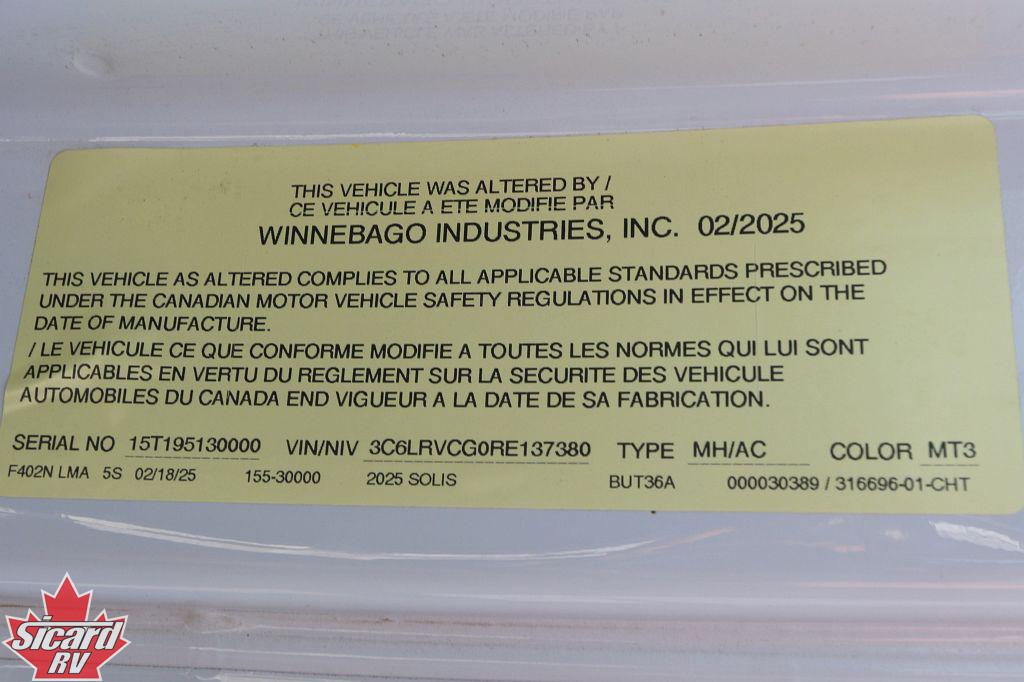 THIS VEHICLE WAS ALTERED BY /
CE VEHICULE A ETE MODIFIE PAR
WINNEBAGO INDUSTRIES, INC. 02/2025
THIS VEHICLE AS ALTERED COMPLIES TO ALL APPLICABLE STANDARDS PRESCRIBED
UNDER THE CANADIAN MOTOR VEHICLE SAFETY REGULATIONS IN EFFECT ON THE
DATE OF MANUFACTURE.
/ LE VEHICULE CE QUE CONFORME MODIFIE A TOUTES LES NORMES QUI LUI SONT
APPLICABLES EN VERTU DU REGLEMENT SUR LA SECURITE DES VEHICULE
AUTOMOBILES DU CANADA END VIGUEUR A LA DATE DE SA FABRICATION.
SERIAL NO 15T195130000 VIN/NIV 3C6LRVCG0RE137380 TYPE MH/AC COLOR MT3
F402N LMA 5S 02/18/25 155-30000 2025 SOLIS BUT36A 000030389 / 316696-01-CHT
Sicard
RV